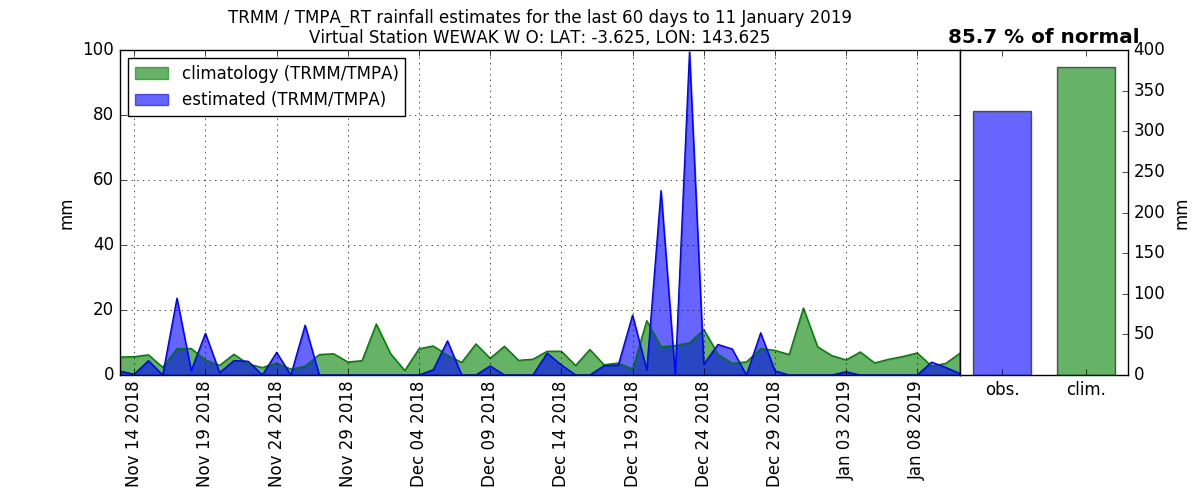 TRMM / TMPA_RT rainfall estimates for the last 60 days to 11 January 2019
Virtual Station WEWAK W O: LAT: -3.625, LON: 143.625
85.7 % of normal
climatology (TRMM/TMPA)
estimated (TRMM/TMPA)
100
80
60
40
20
0
mm
Nov 14 2018
Nov 19 2018
Nov 24 2018
Nov 29 2018
Dec 04 2018
Dec 09 2018
Dec 14 2018
Dec 19 2018
Dec 24 2018
Dec 29 2018
Jan 03 2019
Jan 08 2019
obs.
clim.
400
350
300
250
200
150
100
50
0
mm